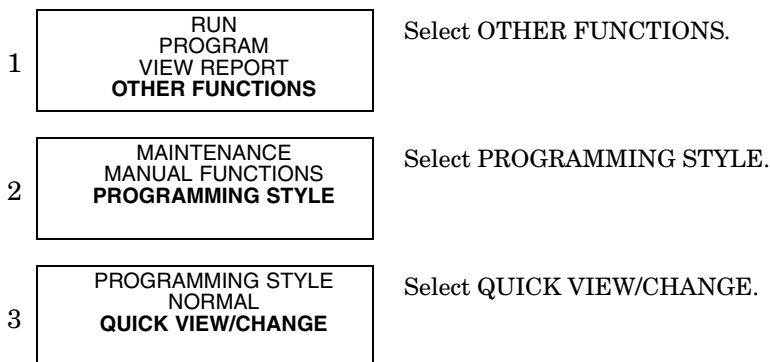 1
RUN
PROGRAM
VIEW REPORT
OTHER FUNCTIONS
Select OTHER FUNCTIONS.
2
MAINTENANCE
MANUAL FUNCTIONS
PROGRAMMING STYLE
Select PROGRAMMING STYLE.
3
PROGRAMMING STYLE
NORMAL
QUICK VIEW/CHANGE
Select QUICK VIEW/CHANGE.